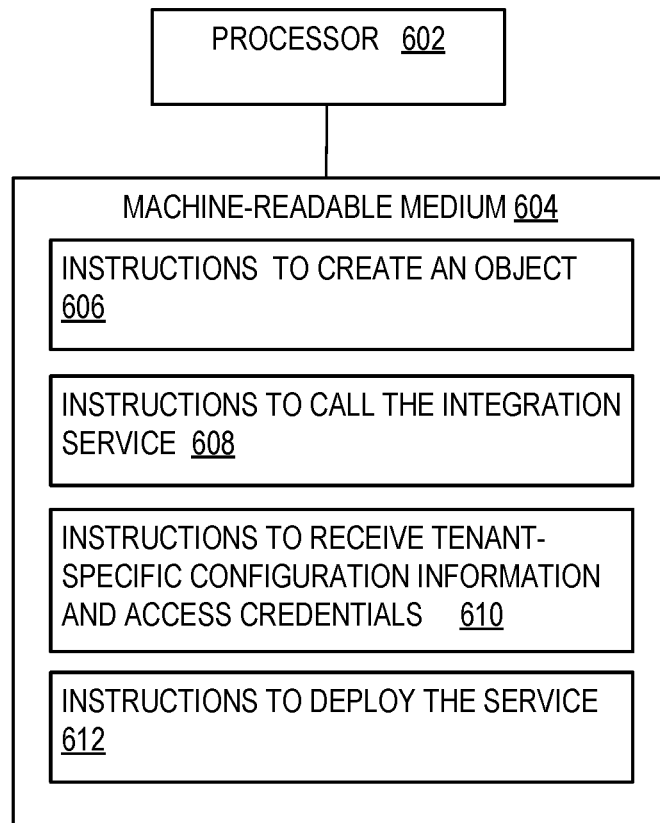 PROCESSOR 602
MACHINE-READABLE MEDIUM 604
INSTRUCTIONS TO CREATE AN OBJECT
606
INSTRUCTIONS TO CALL THE INTEGRATION
SERVICE 608
INSTRUCTIONS TO RECEIVE TENANT-
SPECIFIC CONFIGURATION INFORMATION
AND ACCESS CREDENTIALS 610
INSTRUCTIONS TO DEPLOY THE SERVICE
612